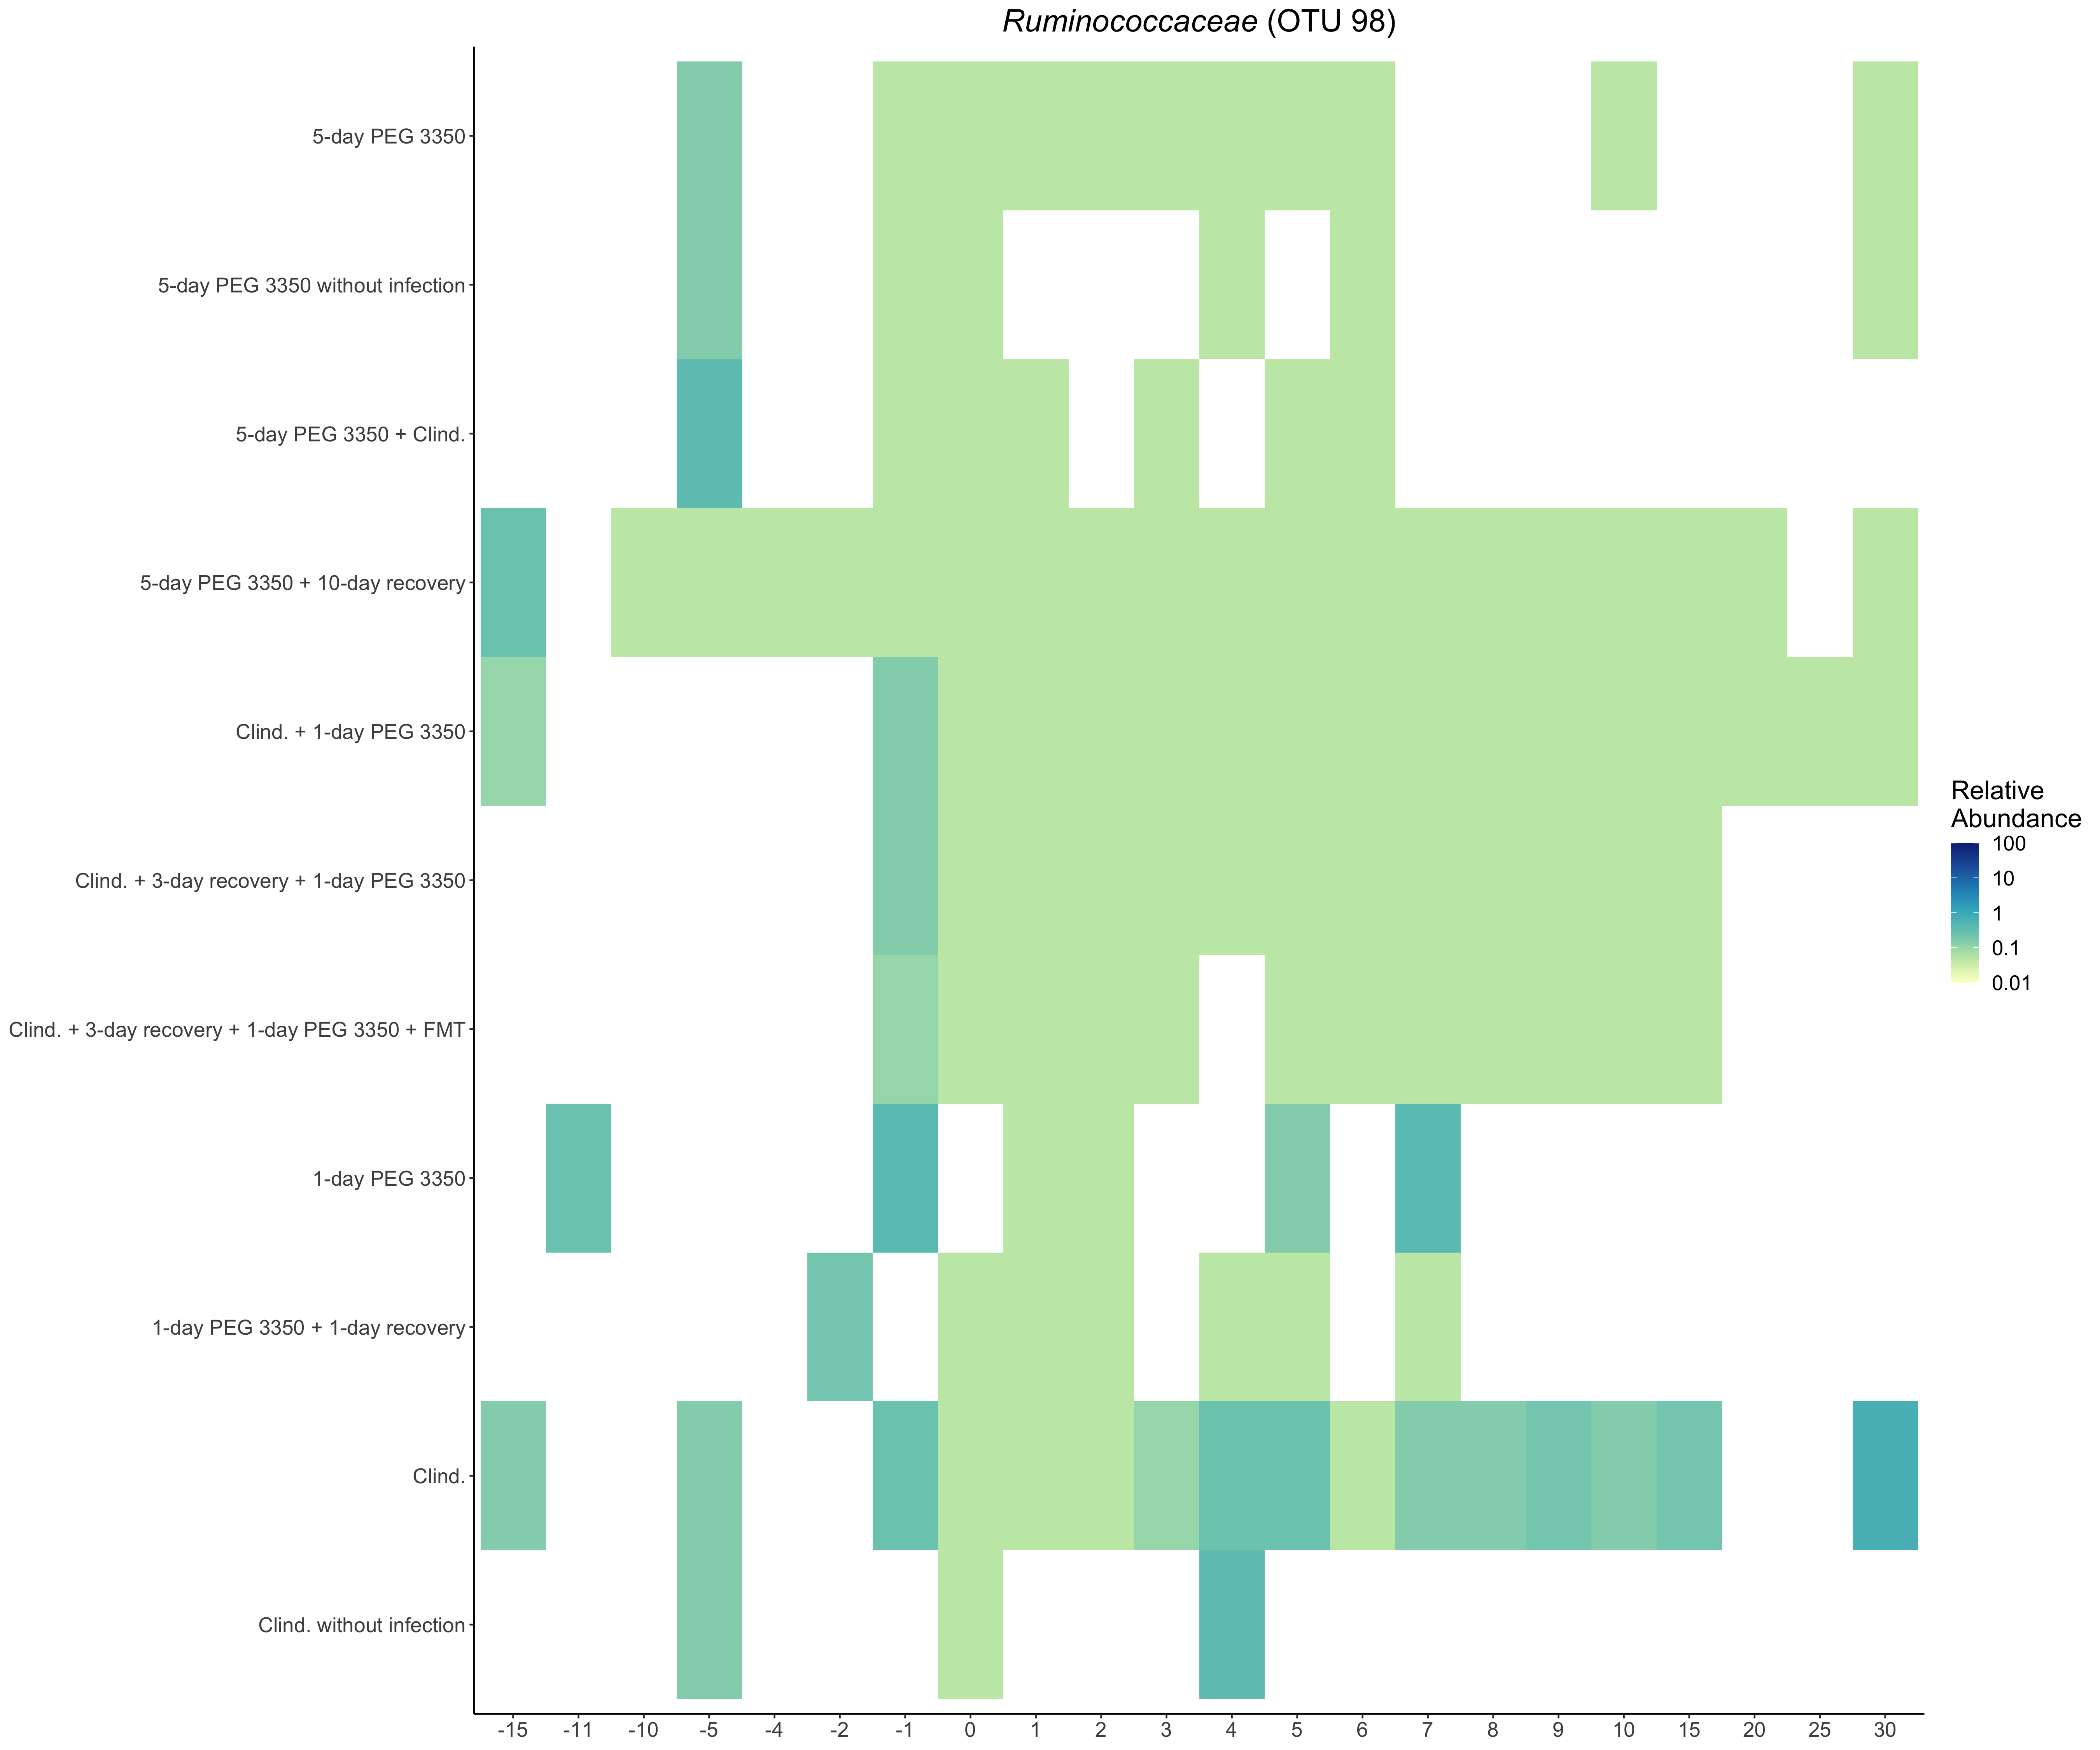 Ruminococcaceae (OTU 98)
5-day PEG 3350
5-day PEG 3350 without infection
5-day PEG 3350 + Clind.
5-day PEG 3350 + 10-day recovery
Clind. + 1-day PEG 3350
Clind. + 3-day recovery + 1-day PEG 3350
Clind. + 3-day recovery + 1-day PEG 3350 + FMT
1-day PEG 3350
1-day PEG 3350 + 1-day recovery
Clind.
Clind. without infection
-15 -11 -10 -5 -4 -2 -1 0 1 2 3 4 5 6 7 8 9 10 15 20 25 30
Relative
Abundance
100
10
1
0.1
0.01